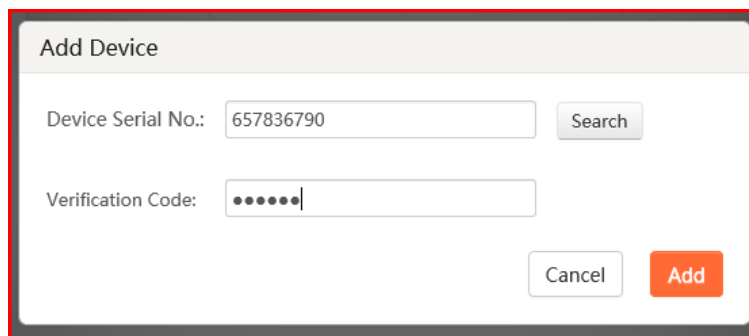 Add Device
Device Serial No.: 657836790 Search
Verification Code: ●●●●●●
Cancel Add